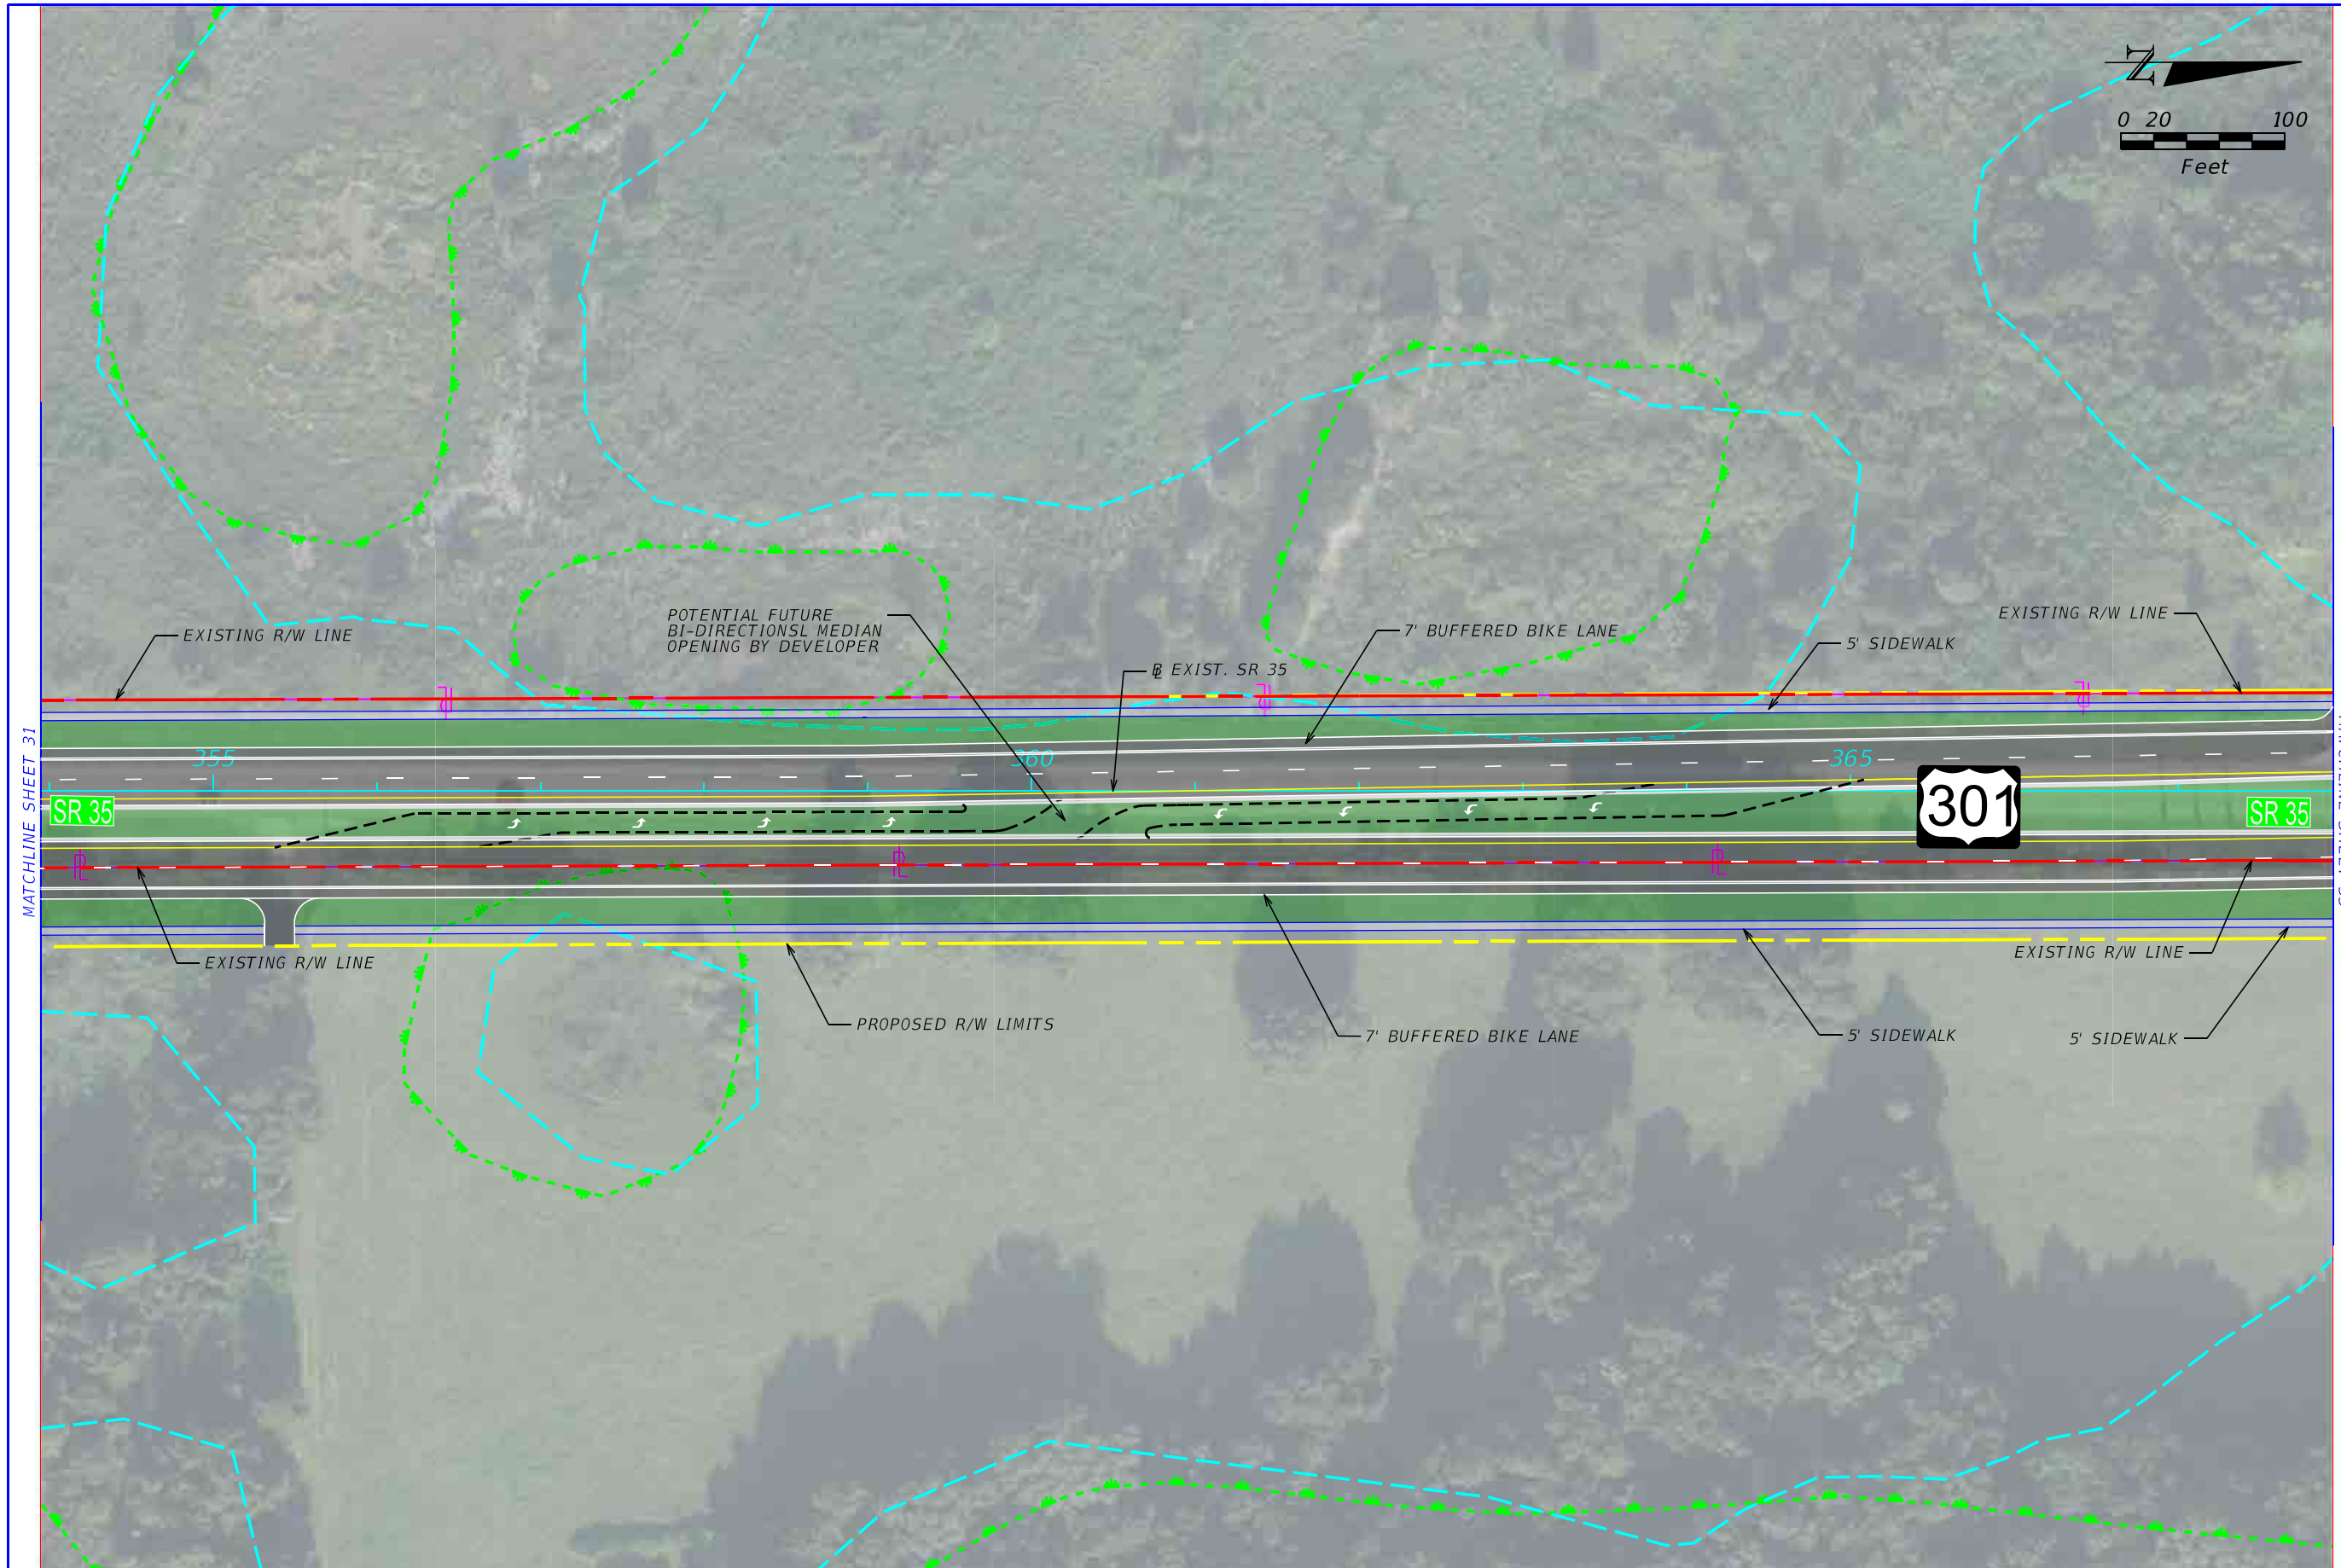 N
0 20 100
Feet
POTENTIAL FUTURE
BI-DIRECTIONSL MEDIAN
OPENING BY DEVELOPER
EXISTING R/W LINE
7' BUFFERED BIKE LANE
EXISTING R/W LINE
5' SIDEWALK
BL EXIST. SR 35
MATCHLINE SHEET 31
355
360
365
SR 35
301
SR 35
EXISTING R/W LINE
EXISTING R/W LINE
PROPOSED R/W LIMITS
7' BUFFERED BIKE LANE
5' SIDEWALK
5' SIDEWALK